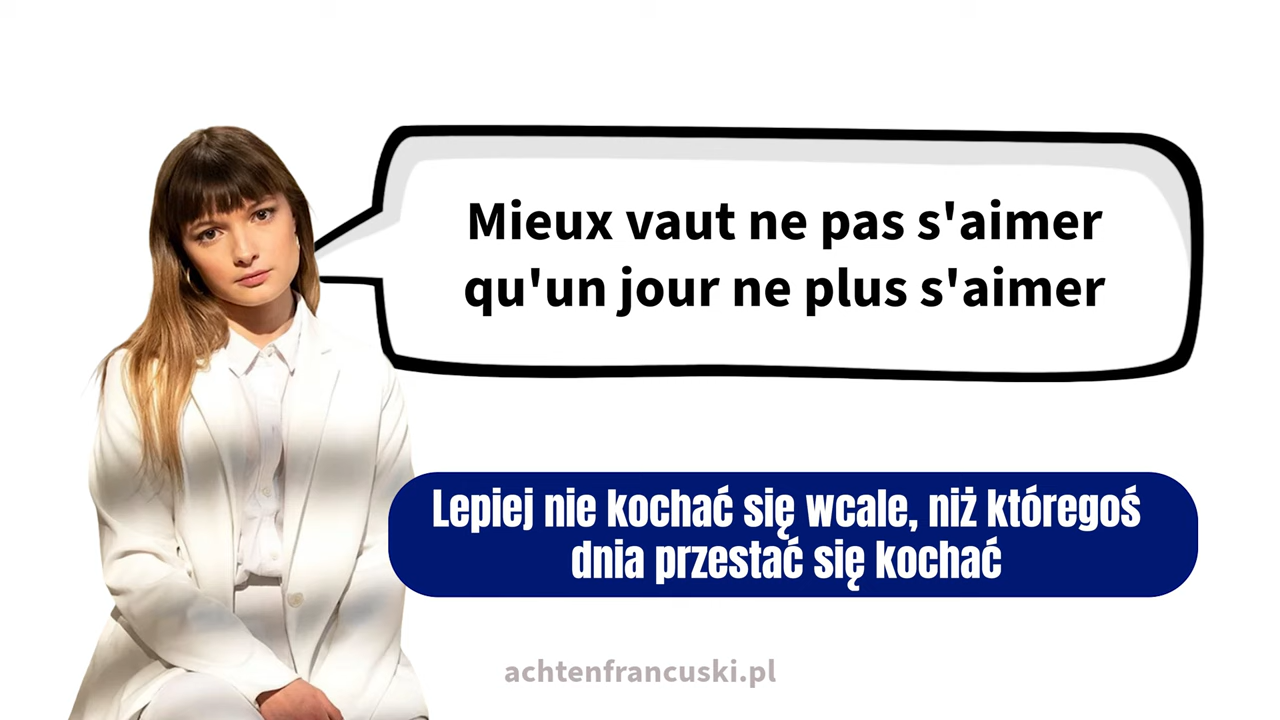 Mieux vaut ne pas s'aimer
qu'un jour ne plus s'aimer
Lepiej nie kochać się wcale, niż któregoś
dnia przestać się kochać
achtenfrancuski.pl